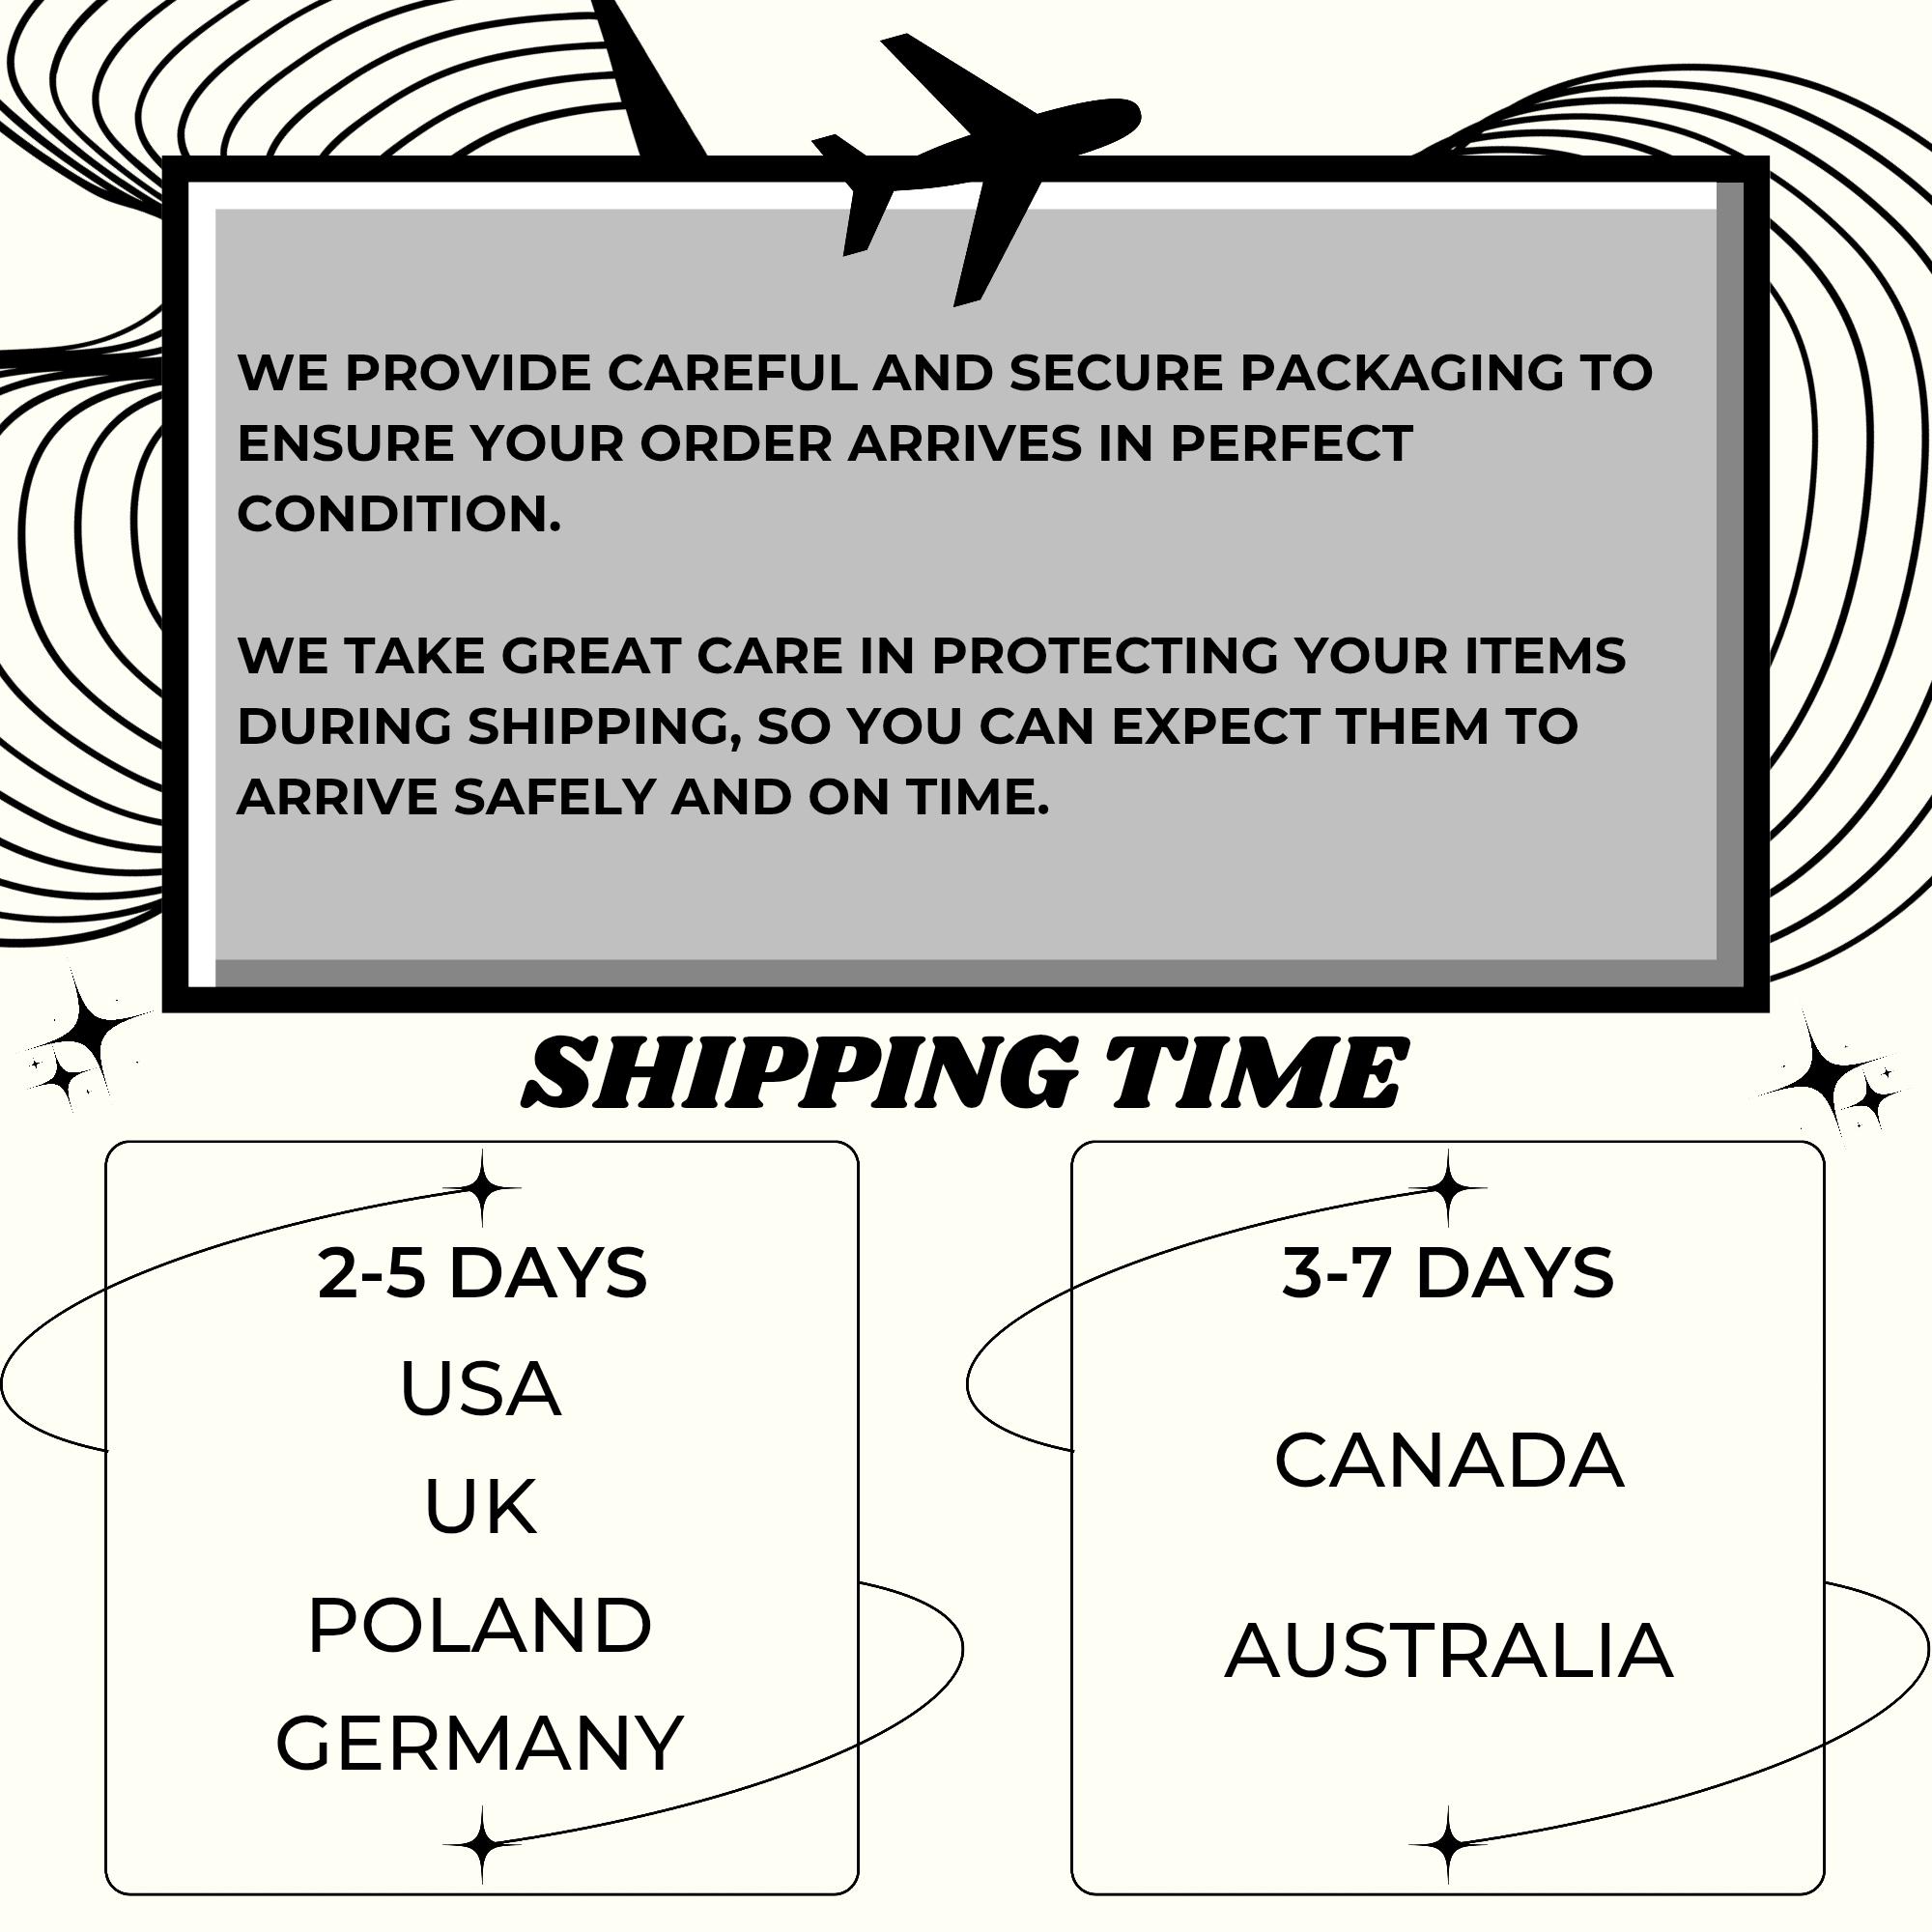 WE PROVIDE CAREFUL AND SECURE PACKAGING TO
ENSURE YOUR ORDER ARRIVES IN PERFECT
CONDITION.
WE TAKE GREAT CARE IN PROTECTING YOUR ITEMS
DURING SHIPPING, SO YOU CAN EXPECT THEM TO
ARRIVE SAFELY AND ON TIME.
SHIPPING TIME
2-5 DAYS
USA
UK
POLAND
GERMANY
3-7 DAYS
CANADA
AUSTRALIA